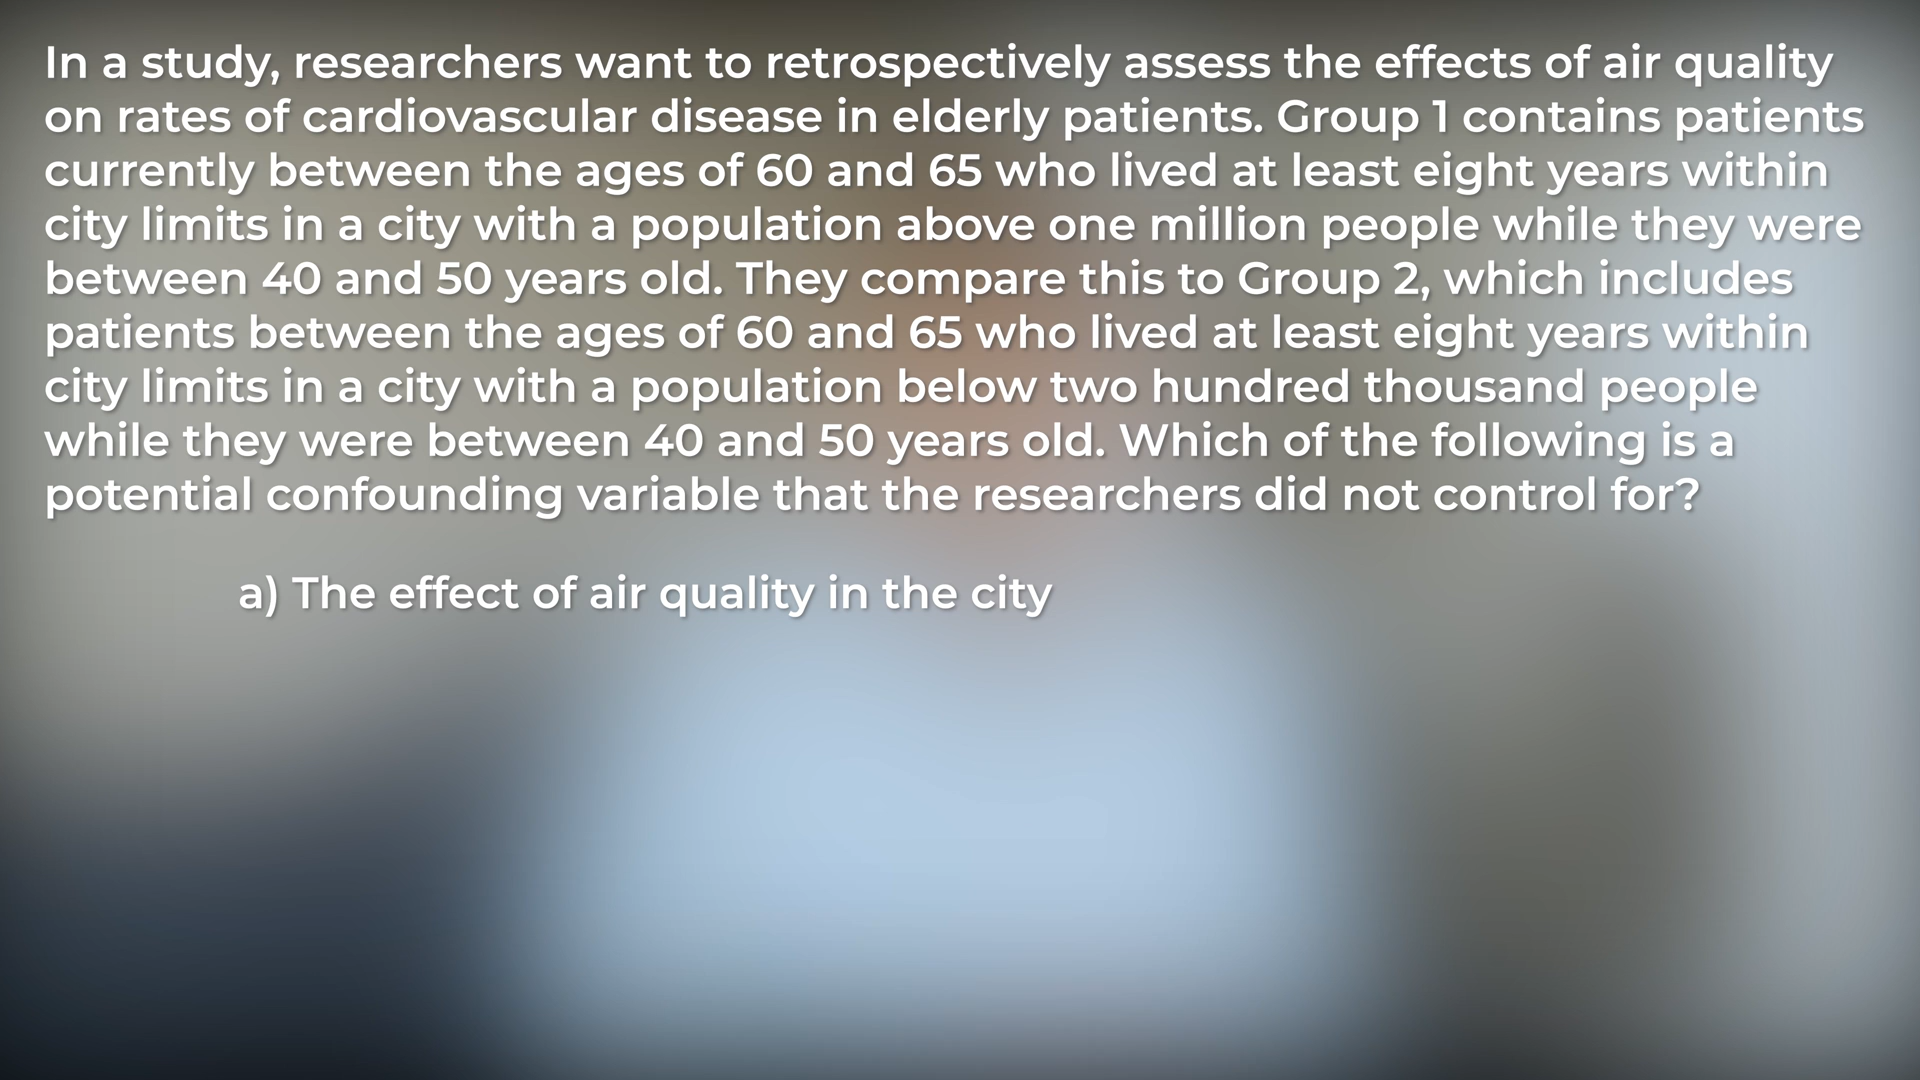 In a study, researchers want to retrospectively assess the effects of air quality
on rates of cardiovascular disease in elderly patients. Group 1 contains patients
currently between the ages of 60 and 65 who lived at least eight years within
city limits in a city with a population above one million people while they were
between 40 and 50 years old. They compare this to Group 2, which includes
patients between the ages of 60 and 65 who lived at least eight years within
city limits in a city with a population below two hundred thousand people
while they were between 40 and 50 years old. Which of the following is a
potential confounding variable that the researchers did not control for?
a) The effect of air quality in the city